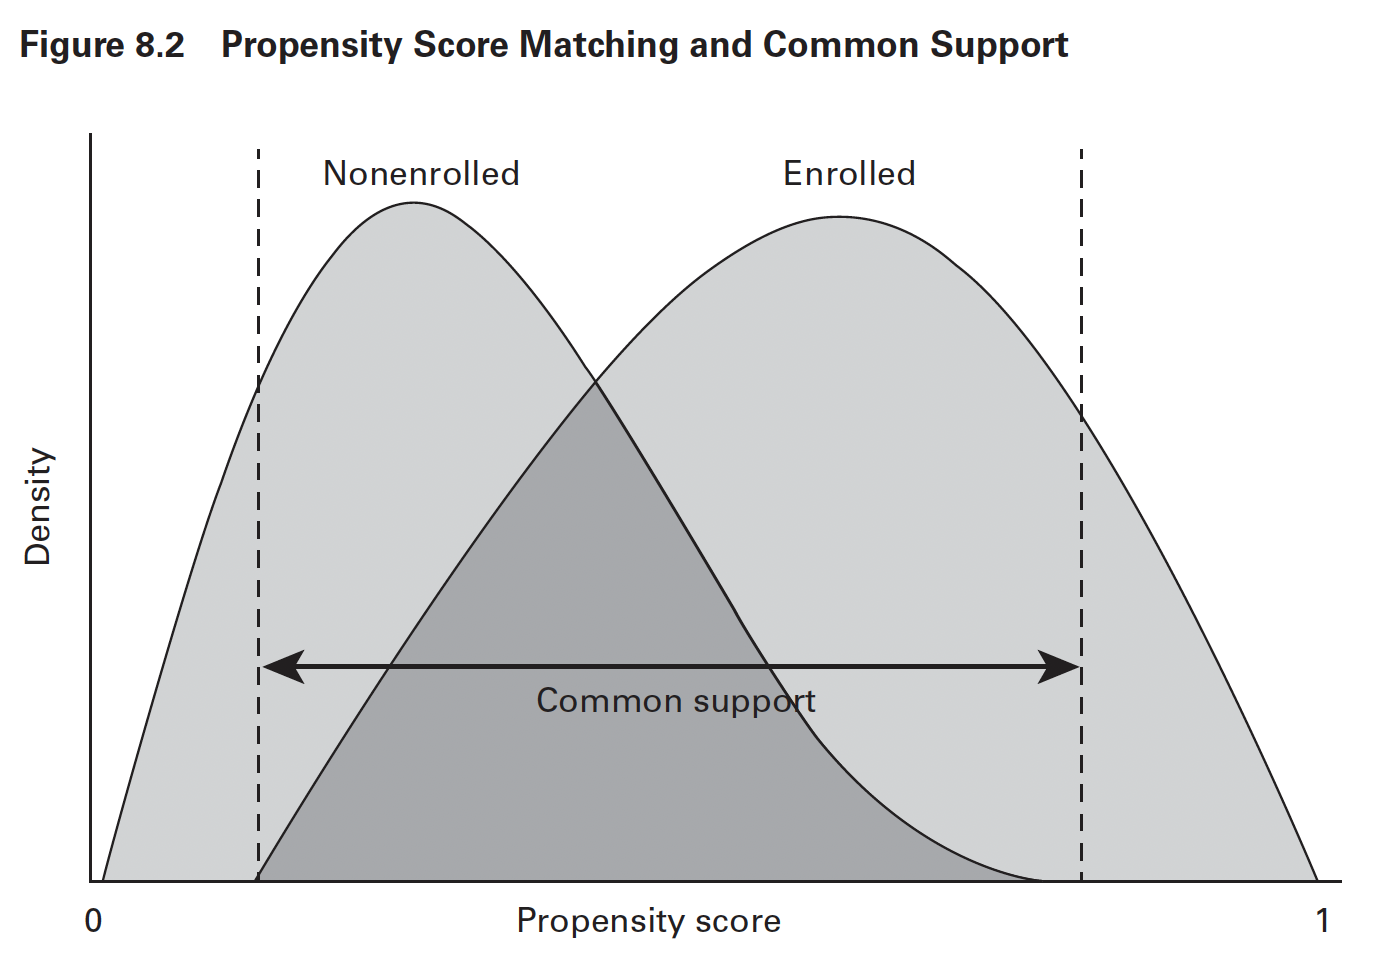 Figure 8.2 Propensity Score Matching and Common Support
Nonenrolled
Enrolled
Density
Common support
0
Propensity score
1